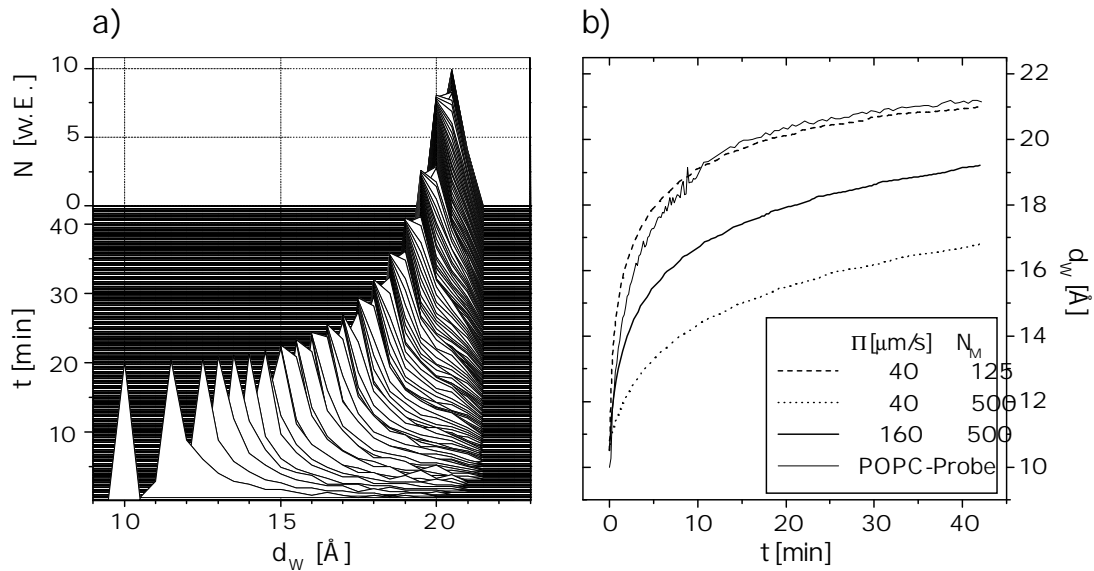 a)
N [w.E.]
10
5
0
t [min]
40
30
20
10
10 15 20
d_W [Å]
b)
22
20
18
16
14
12
10
d_W [Å]
Π [µm/s] N_M
40 125
40 500
160 500
POPC-Probe
0 10 20 30 40
t [min]